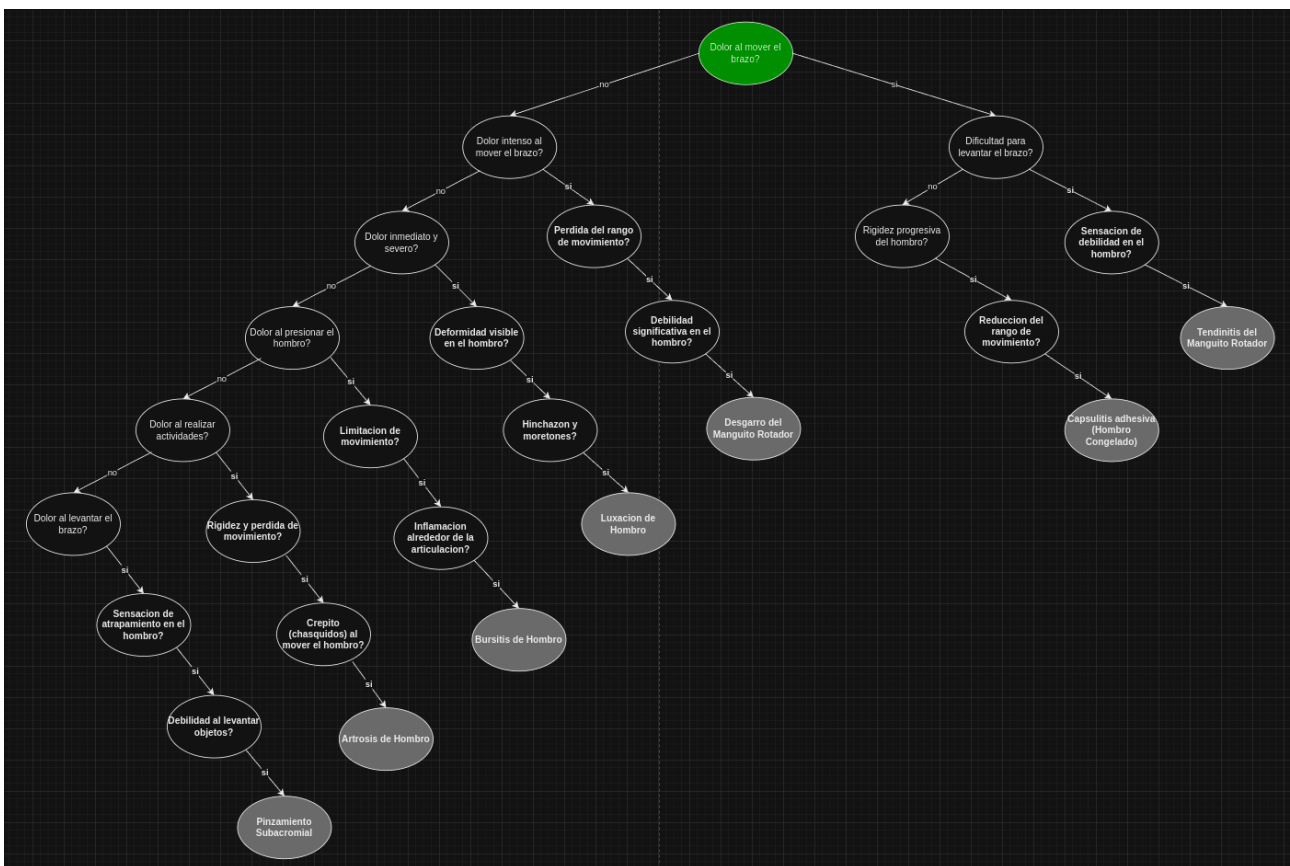 Dolor al mover el
brazo?
no
si
Dolor intenso al
mover el brazo?
Dificultad para
levantar el brazo?
no
si
no
si
Dolor inmediato y
severo?
Perdida del rango
de movimiento?
Rigidez progresiva
del hombro?
Sensacion de
debilidad en el
hombro?
no
si
si
si
si
Dolor al presionar el
hombro?
Deformidad visible
en el hombro?
Debilidad
significativa en el
hombro?
Reduccion del
rango de
movimiento?
Tendinitis del
Manguito Rotador
no
si
si
si
si
Dolor al realizar
actividades?
Limitacion de
movimiento?
Hinchazon y
moretones?
Desgarro del
Manguito Rotador
Capsulitis adhesiva
(Hombro
Congelado)
no
si
si
si
Dolor al levantar el
brazo?
Rigidez y perdida de
movimiento?
Inflamacion
alrededor de la
articulacion?
Luxacion de
Hombro
si
si
si
Sensacion de
atrapamiento en el
hombro?
Crepito
(chasquidos) al
mover el hombro?
Bursitis de Hombro
si
si
Debilidad al levantar
objetos?
Artrosis de Hombro
si
Pinzamiento
Subacromial